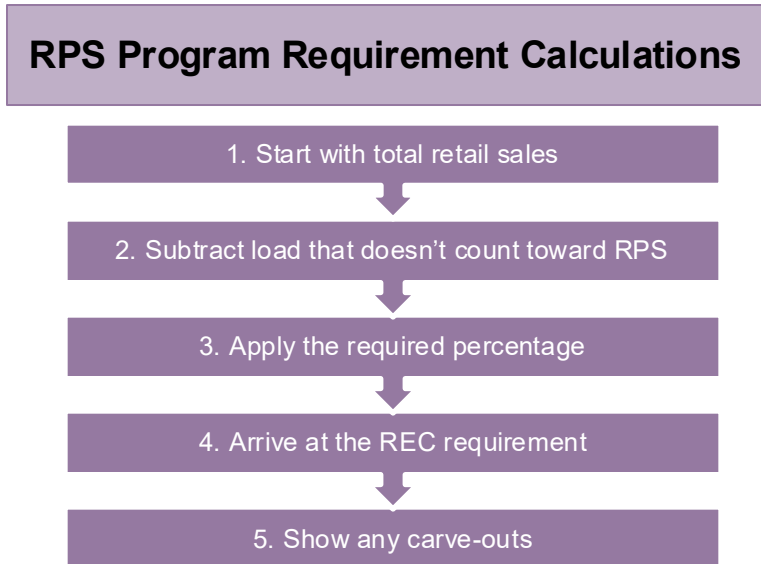 RPS Program Requirement Calculations
1. Start with total retail sales
2. Subtract load that doesn’t count toward RPS
3. Apply the required percentage
4. Arrive at the REC requirement
5. Show any carve-outs